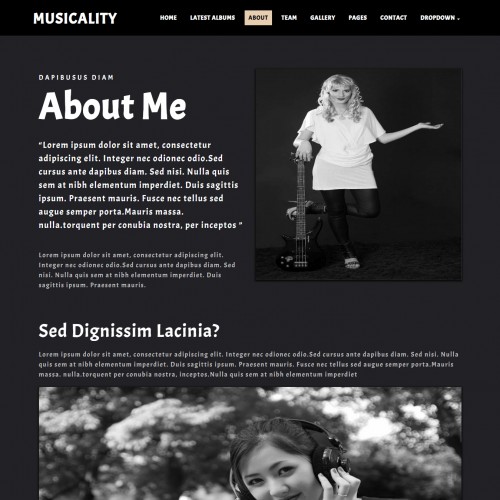 MUSICALITY
HOME LATEST ALBUMS ABOUT TEAM GALLERY PAGES CONTACT DROPDOWN
DAPIBUSUS DIAM
About Me
"Lorem ipsum dolor sit amet, consectetur
adipiscing elit. Integer nec odionec odio.Sed
cursus ante dapibus diam. Sed nisi. Nulla quis
sem at nibh elementum imperdiet. Duis sagittis
ipsum. Praesent mauris. Fusce nec tellus sed
augue semper porta.Mauris massa.
nulla.torquent per conubia nostra, per inceptos "
Lorem ipsum dolor sit amet, consectetur adipiscing elit.
Integer nec odionec odio.Sed cursus ante dapibus diam. Sed
nisi. Nulla quis sem at nibh elementum imperdiet. Duis
sagittis ipsum. Praesent mauris.
Sed Dignissim Lacinia?
Lorem ipsum dolor sit amet, consectetur adipiscing elit. Integer nec odionec odio.Sed cursus ante dapibus diam. Sed nisi. Nulla
quis sem at nibh elementum imperdiet. Duis sagittis ipsum. Praesent mauris. Fusce nec tellus sed augue semper porta.Mauris
massa. nulla.torquent per conubia nostra, inceptos.Nulla quis sem at nibh elementum imperdiet